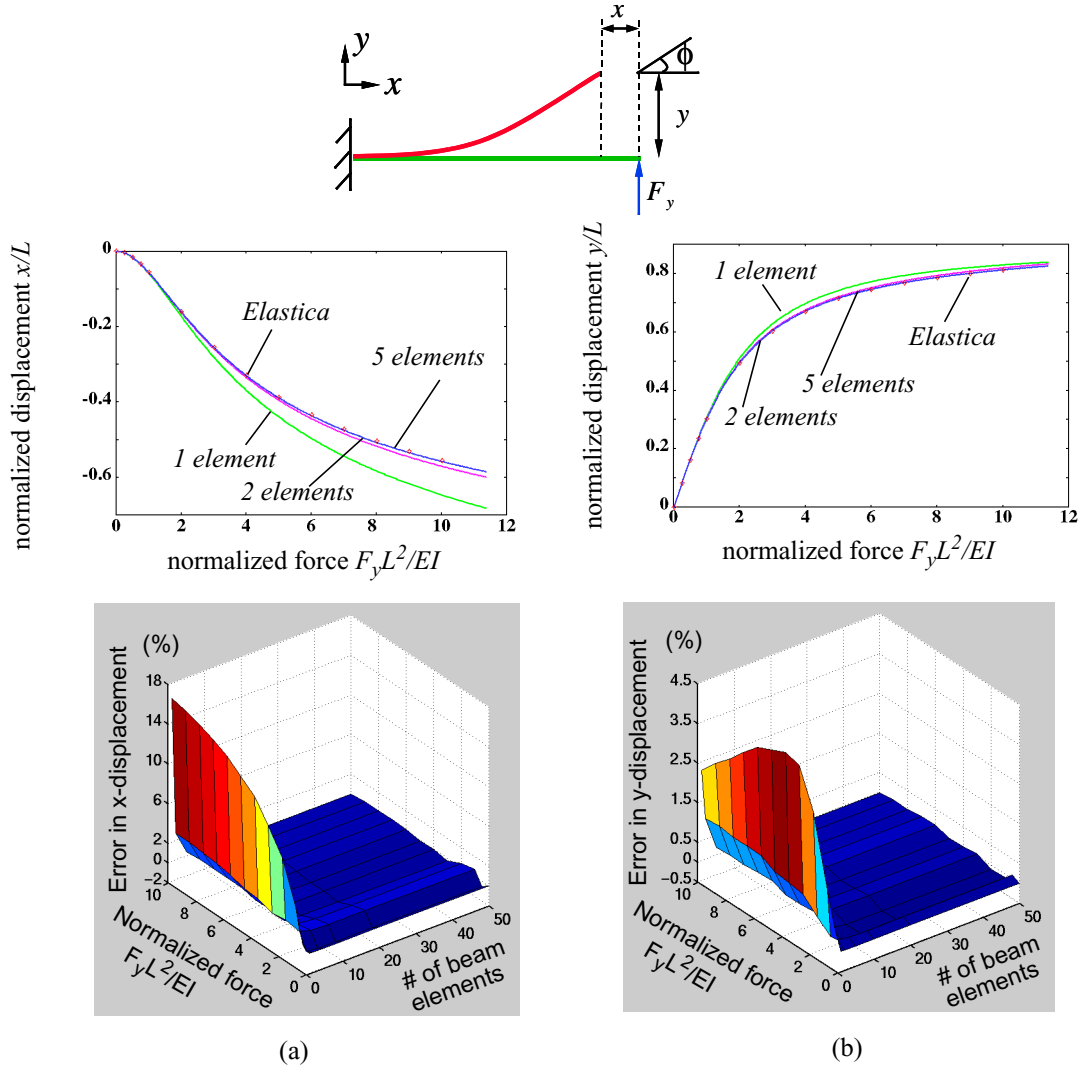 x
y
x
ϕ
y
F_y
normalized displacement x/L
0
-0.2
-0.4
-0.6
0 2 4 6 8 10 12
Elastica
5 elements
1 element
2 elements
normalized force F_yL^2/EI
normalized displacement y/L
0.8
0.6
0.4
0.2
0
0 2 4 6 8 10 12
1 element
Elastica
5 elements
2 elements
normalized force F_yL^2/EI
(%)
Error in x-displacement
18
14
10
6
2
0
−2
10 8 6 4 2 0
Normalized force
F_yL^2/EI
0 10 20 30 40 50
# of beam
elements
(a)
(%)
Error in y-displacement
4.5
3.5
2.5
1.5
0.5
0
−0.5
10 8 6 4 2 0
Normalized force
F_yL^2/EI
0 10 20 30 40 50
# of beam
elements
(b)